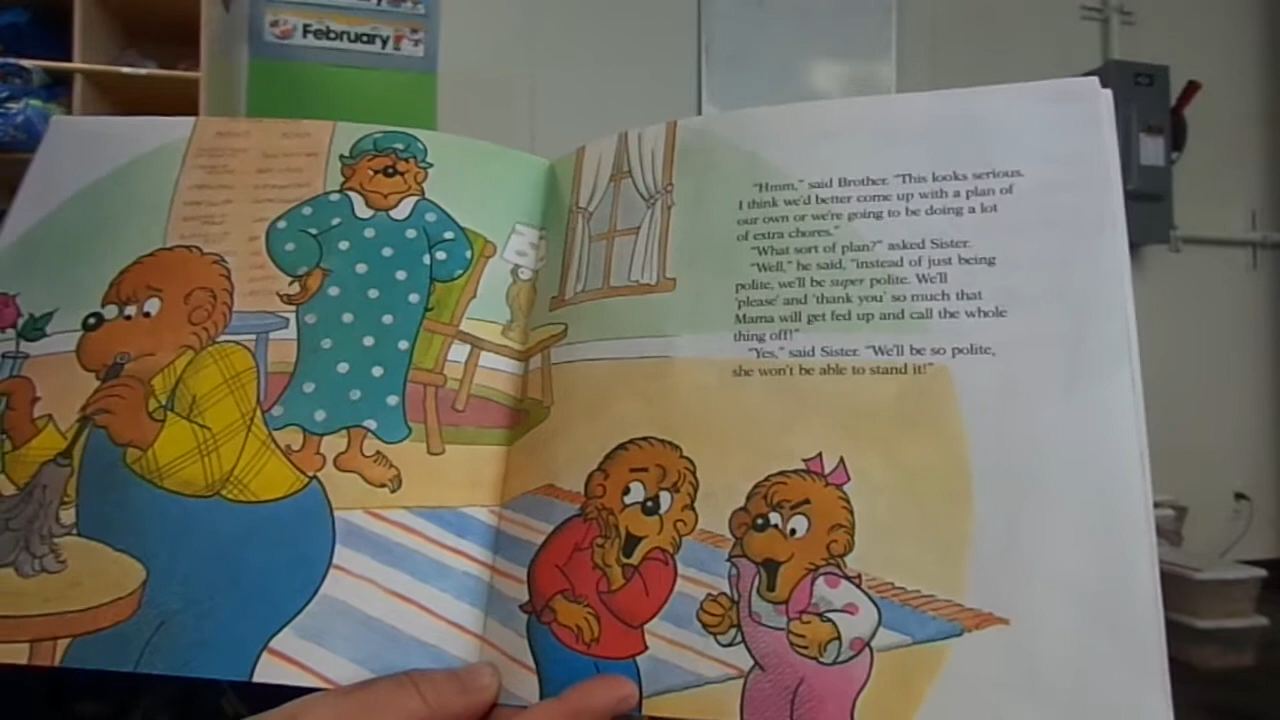 February
"Hmm," said Brother. "This looks serious.
I think we'd better come up with a plan of
our own or we're going to be doing a lot
of extra chores."
"What sort of plan?" asked Sister.
"Well," he said, "instead of just being
polite, we'll be super polite. We'll
'please' and 'thank you' so much that
Mama will get fed up and call the whole
thing off!"
"Yes," said Sister. "We'll be so polite,
she won't be able to stand it!"